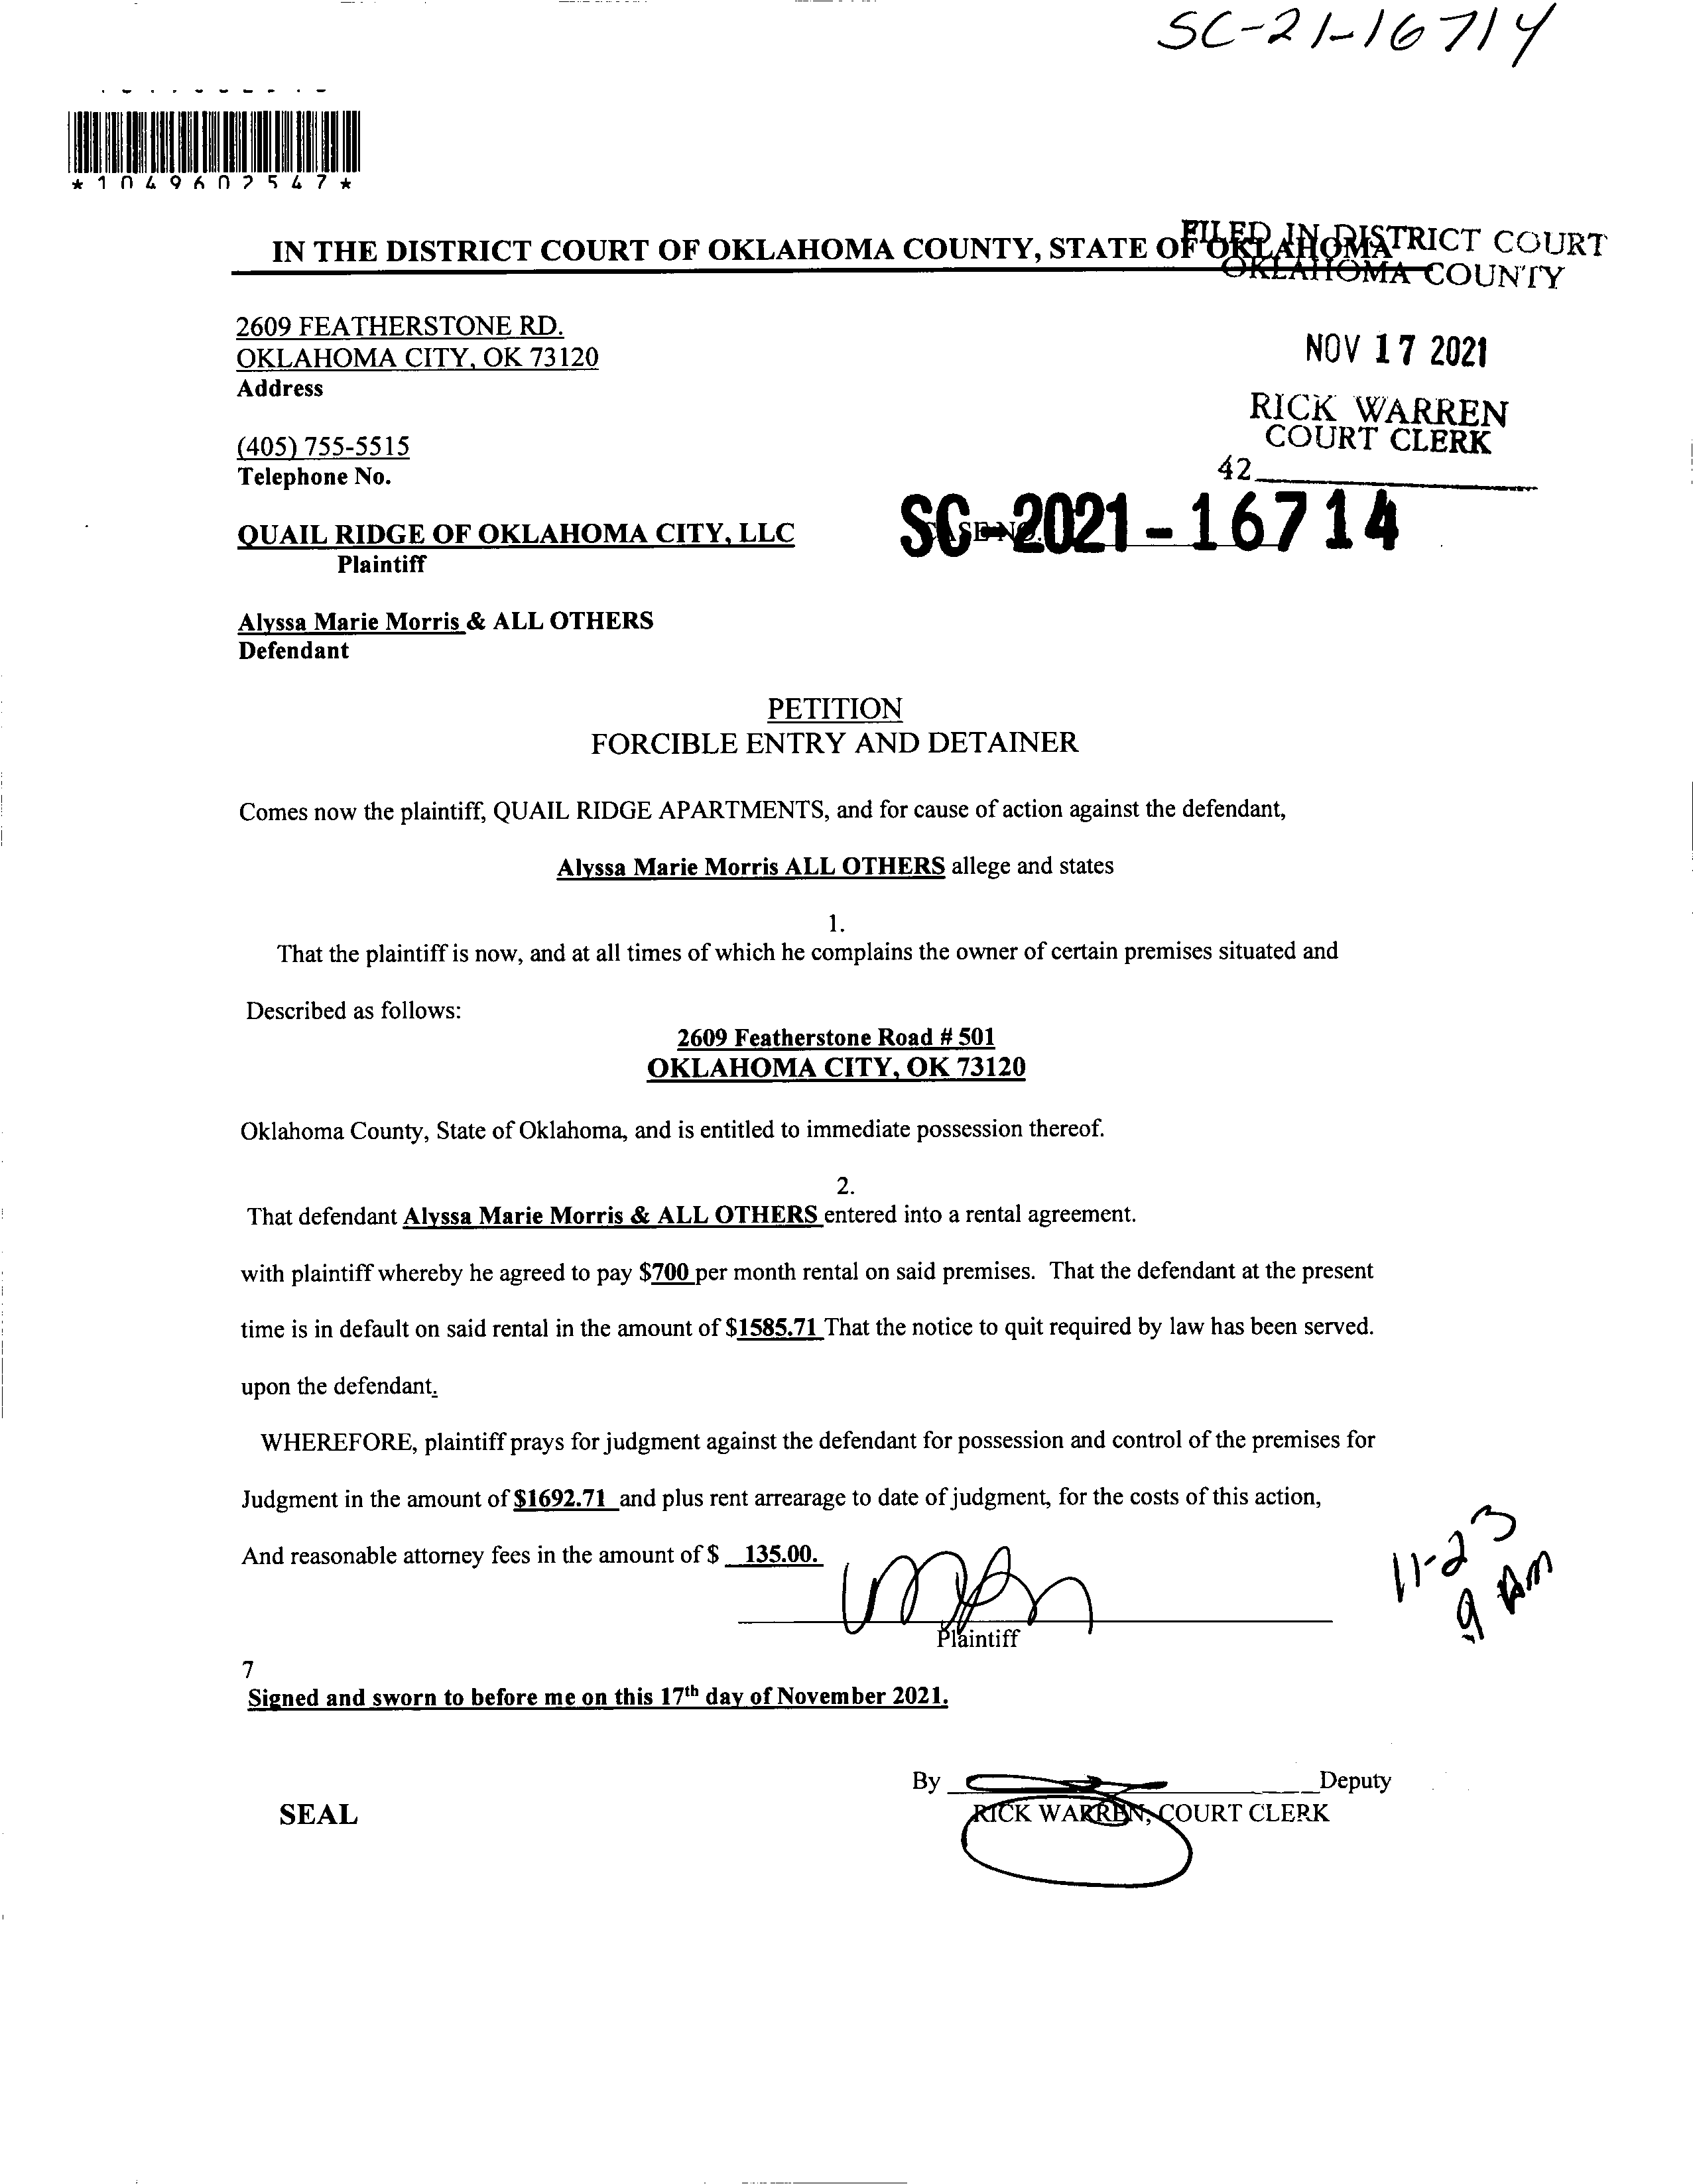 SC-21-16714
*1049602547*
IN THE DISTRICT COURT OF OKLAHOMA COUNTY, STATE OF OKLAHOMA
FILED IN DISTRICT COURT
OKLAHOMA COUNTY
2609 FEATHERSTONE RD.
OKLAHOMA CITY, OK 73120
Address
NOV 17 2021
RICK WARREN
COURT CLERK
42
(405) 755-5515
Telephone No.
QUAIL RIDGE OF OKLAHOMA CITY, LLC
Plaintiff
CASE NO.
SC-2021-16714
Alyssa Marie Morris & ALL OTHERS
Defendant
PETITION
FORCIBLE ENTRY AND DETAINER
Comes now the plaintiff, QUAIL RIDGE APARTMENTS, and for cause of action against the defendant,
Alyssa Marie Morris ALL OTHERS allege and states
1.
That the plaintiff is now, and at all times of which he complains the owner of certain premises situated and
Described as follows:
2609 Featherstone Road # 501
OKLAHOMA CITY, OK 73120
Oklahoma County, State of Oklahoma, and is entitled to immediate possession thereof.
2.
That defendant Alyssa Marie Morris & ALL OTHERS entered into a rental agreement.
with plaintiff whereby he agreed to pay $700 per month rental on said premises. That the defendant at the present
time is in default on said rental in the amount of $1585.71 That the notice to quit required by law has been served.
upon the defendant.
WHEREFORE, plaintiff prays for judgment against the defendant for possession and control of the premises for
Judgment in the amount of $1692.71 and plus rent arrearage to date of judgment, for the costs of this action,
And reasonable attorney fees in the amount of $ 135.00.
11-23
9 am
Plaintiff
7
Signed and sworn to before me on this 17th day of November 2021.
By Deputy
SEAL
RICK WARREN, COURT CLERK